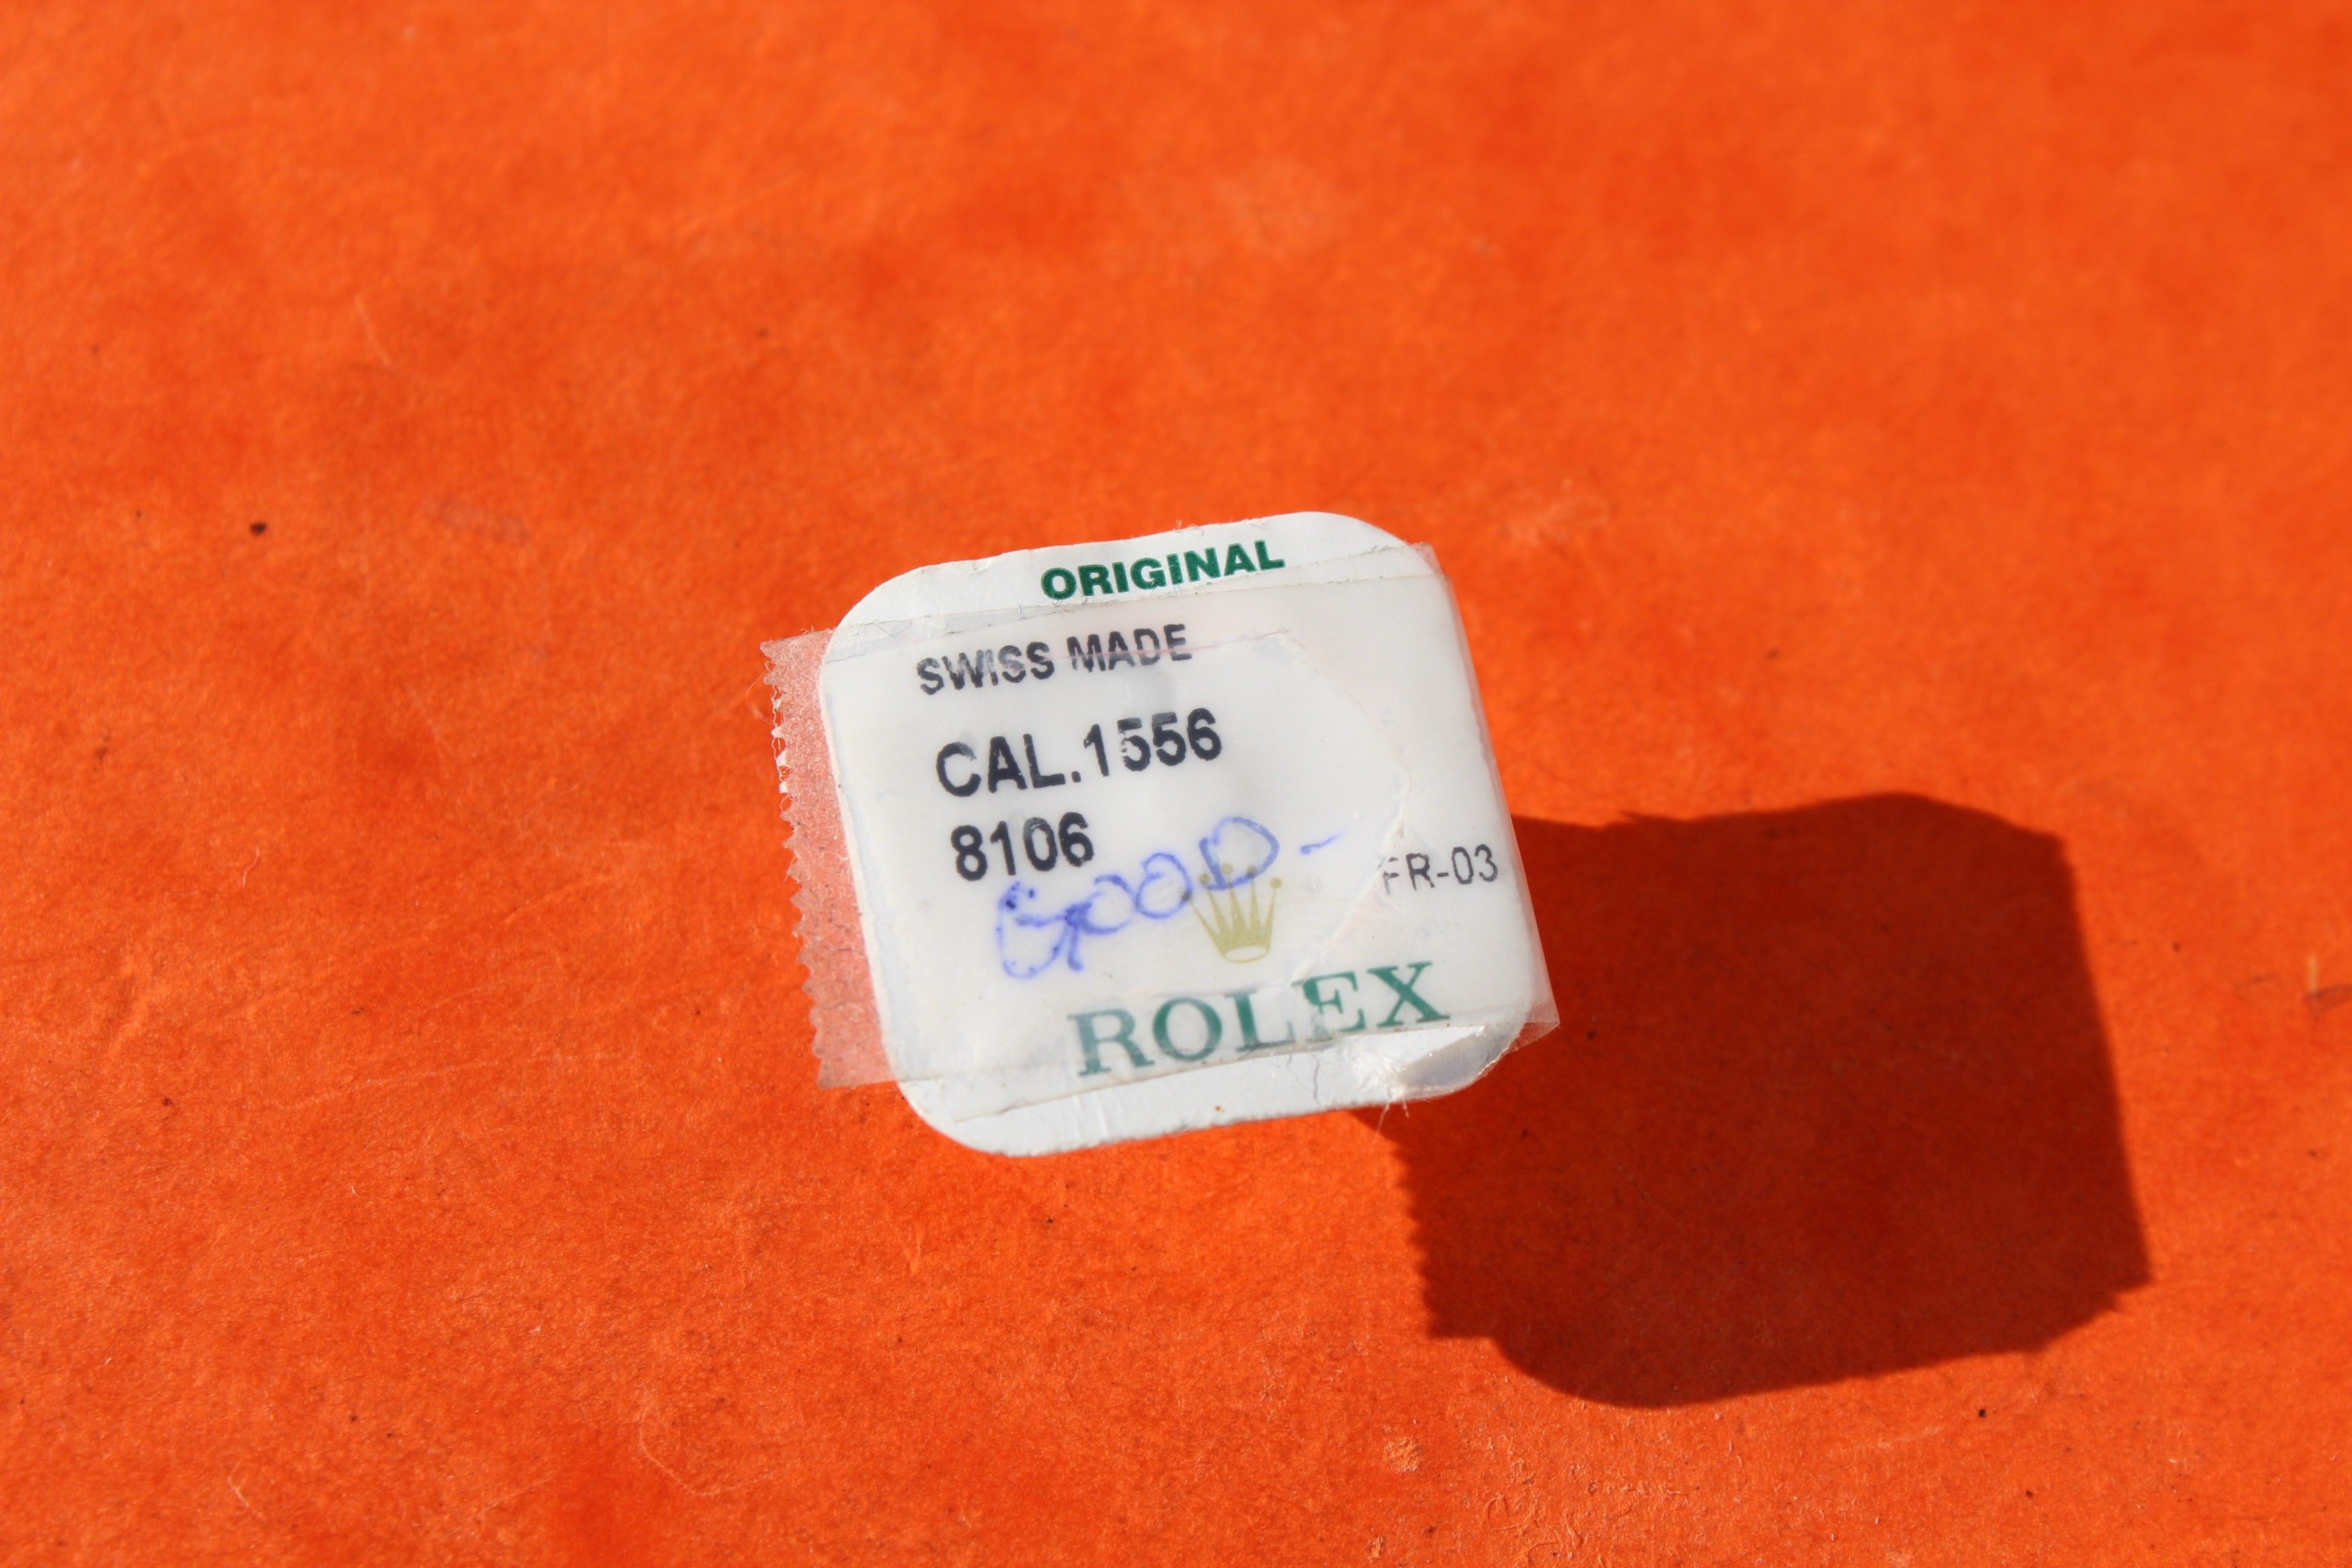 ORIGINAL
SWISS MADE
CAL.1556
8106
GOOD-
FR-03
ROLEX